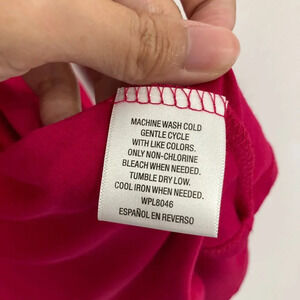 MACHINE WASH COLD
GENTLE CYCLE
WITH LIKE COLORS.
ONLY NON-CHLORINE
BLEACH WHEN NEEDED.
TUMBLE DRY LOW.
COOL IRON WHEN NEEDED.
WPL8046
ESPAÑOL EN REVERSO